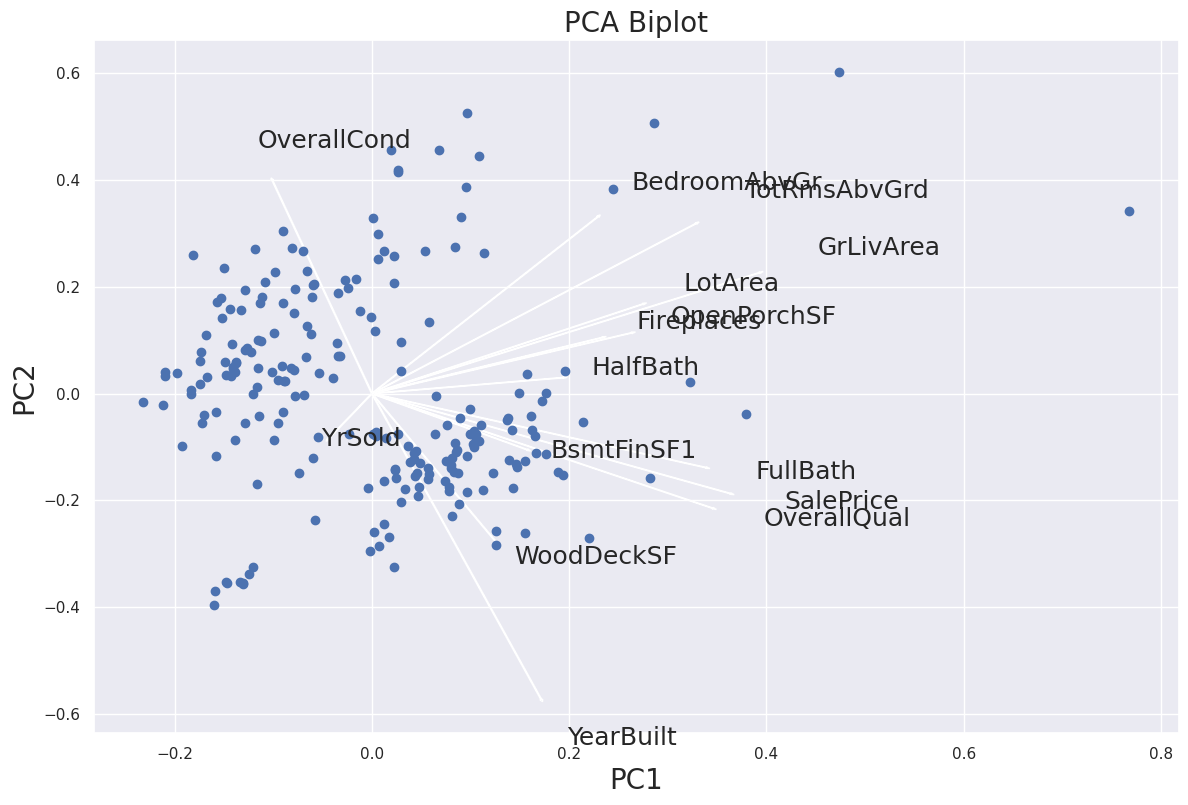 PCA Biplot
0.6
OverallCond
0.4
BedroomAbvGr
TotRmsAbvGrd
GrLivArea
0.2
LotArea
OpenPorchSF
Fireplaces
HalfBath
0.0
PC2
YrSold
BsmtFinSF1
FullBath
−0.2
SalePrice
OverallQual
WoodDeckSF
−0.4
−0.6
YearBuilt
−0.2 0.0 0.2 0.4 0.6 0.8
PC1